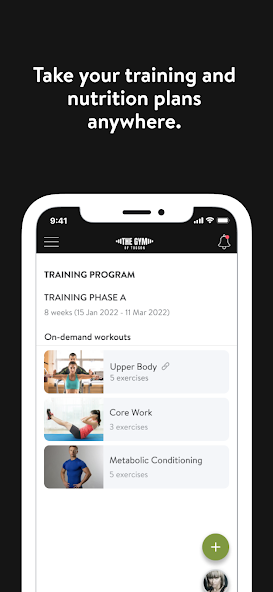 Take your training and
nutrition plans
anywhere.
9:41
THE GYM
OF TUCSON
TRAINING PROGRAM
TRAINING PHASE A
8 weeks (15 Jan 2022 - 11 Mar 2022)
On-demand workouts
Upper Body
5 exercises
Core Work
3 exercises
Metabolic Conditioning
5 exercises
+